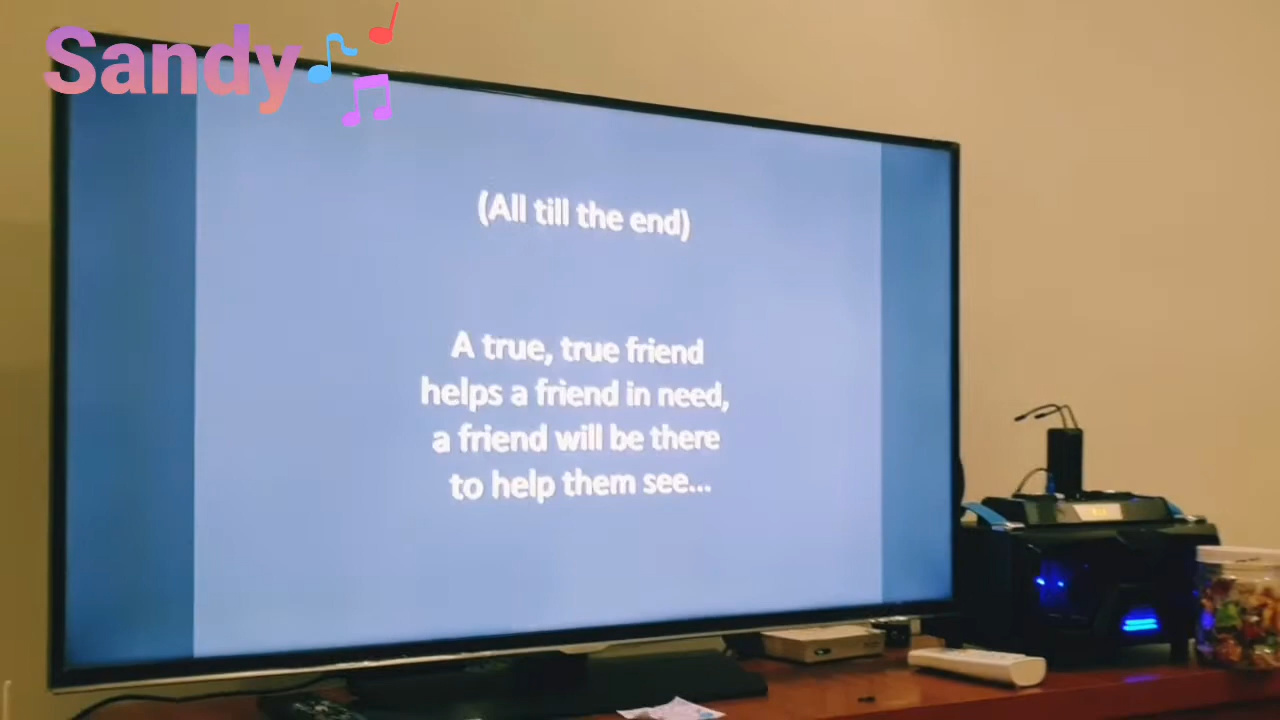 Sandy
(All till the end)
A true, true friend
helps a friend in need,
a friend will be there
to help them see...